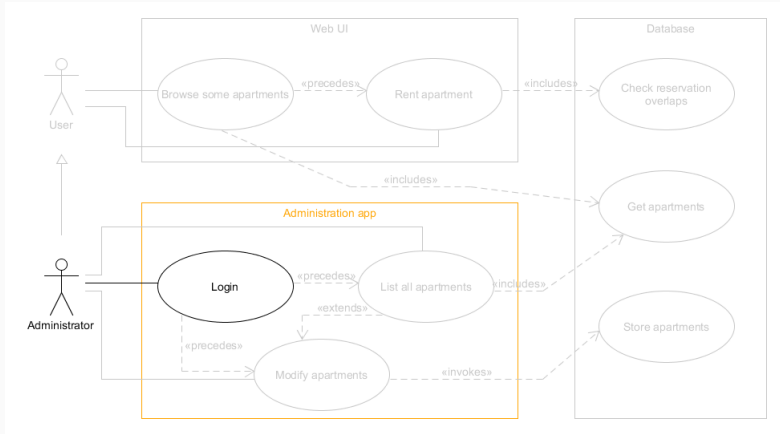 Web UI
Database
User
Browse some apartments
«precedes»
Rent apartment
«includes»
Check reservation
overlaps
«includes»
Get apartments
Administration app
Administrator
Login
«precedes»
List all apartments
«includes»
«extends»
«precedes»
Modify apartments
«invokes»
Store apartments